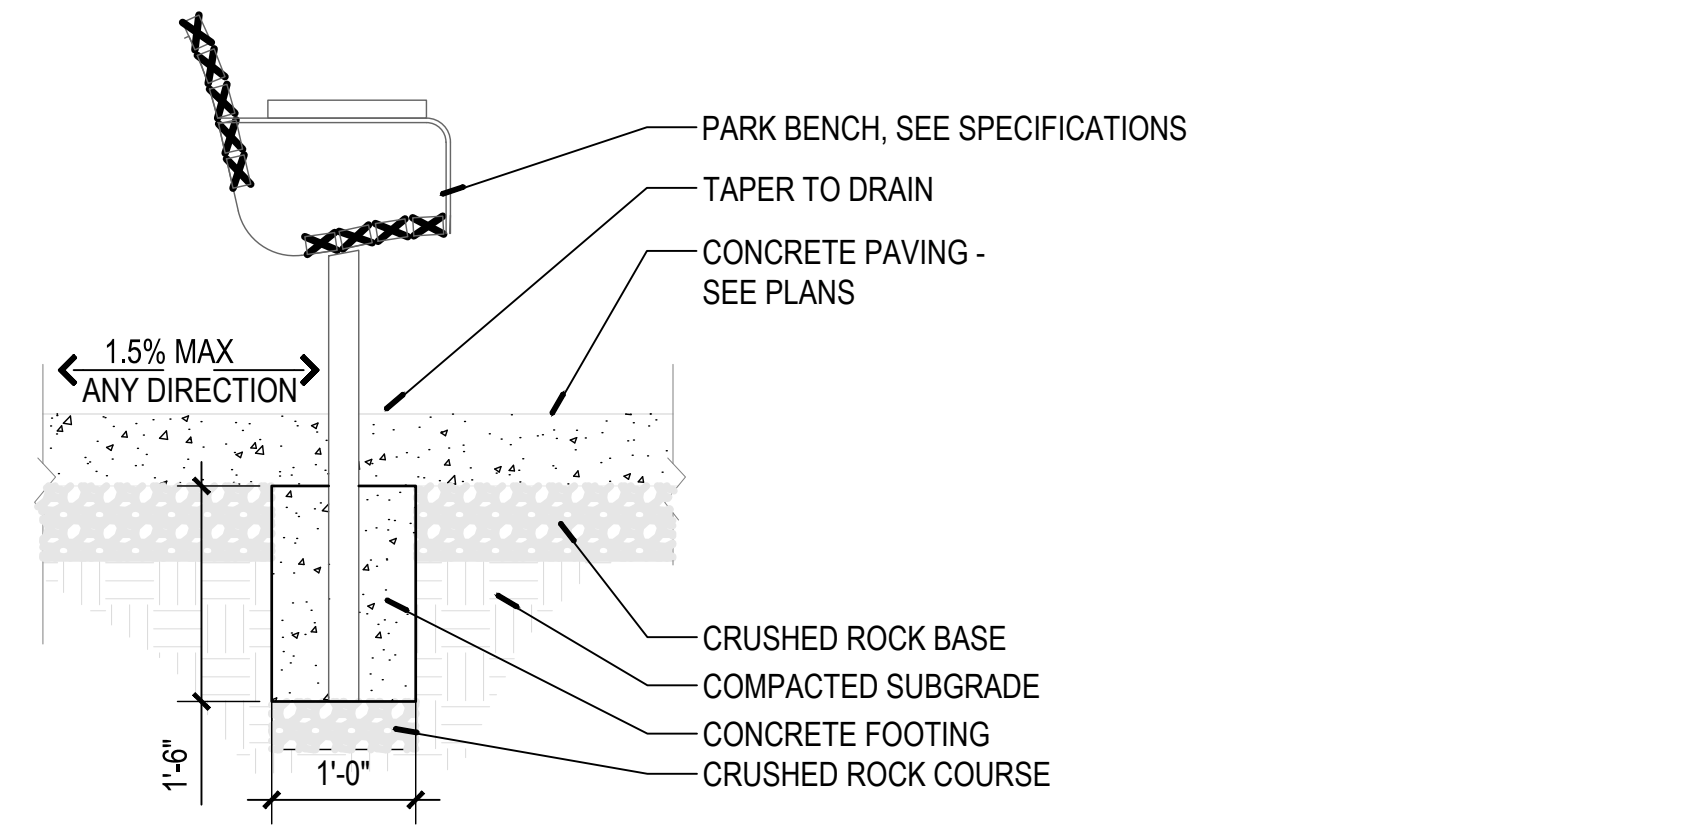 PARK BENCH, SEE SPECIFICATIONS
TAPER TO DRAIN
CONCRETE PAVING -
SEE PLANS
1.5% MAX
ANY DIRECTION
CRUSHED ROCK BASE
COMPACTED SUBGRADE
CONCRETE FOOTING
CRUSHED ROCK COURSE
1'-6"
1'-0"